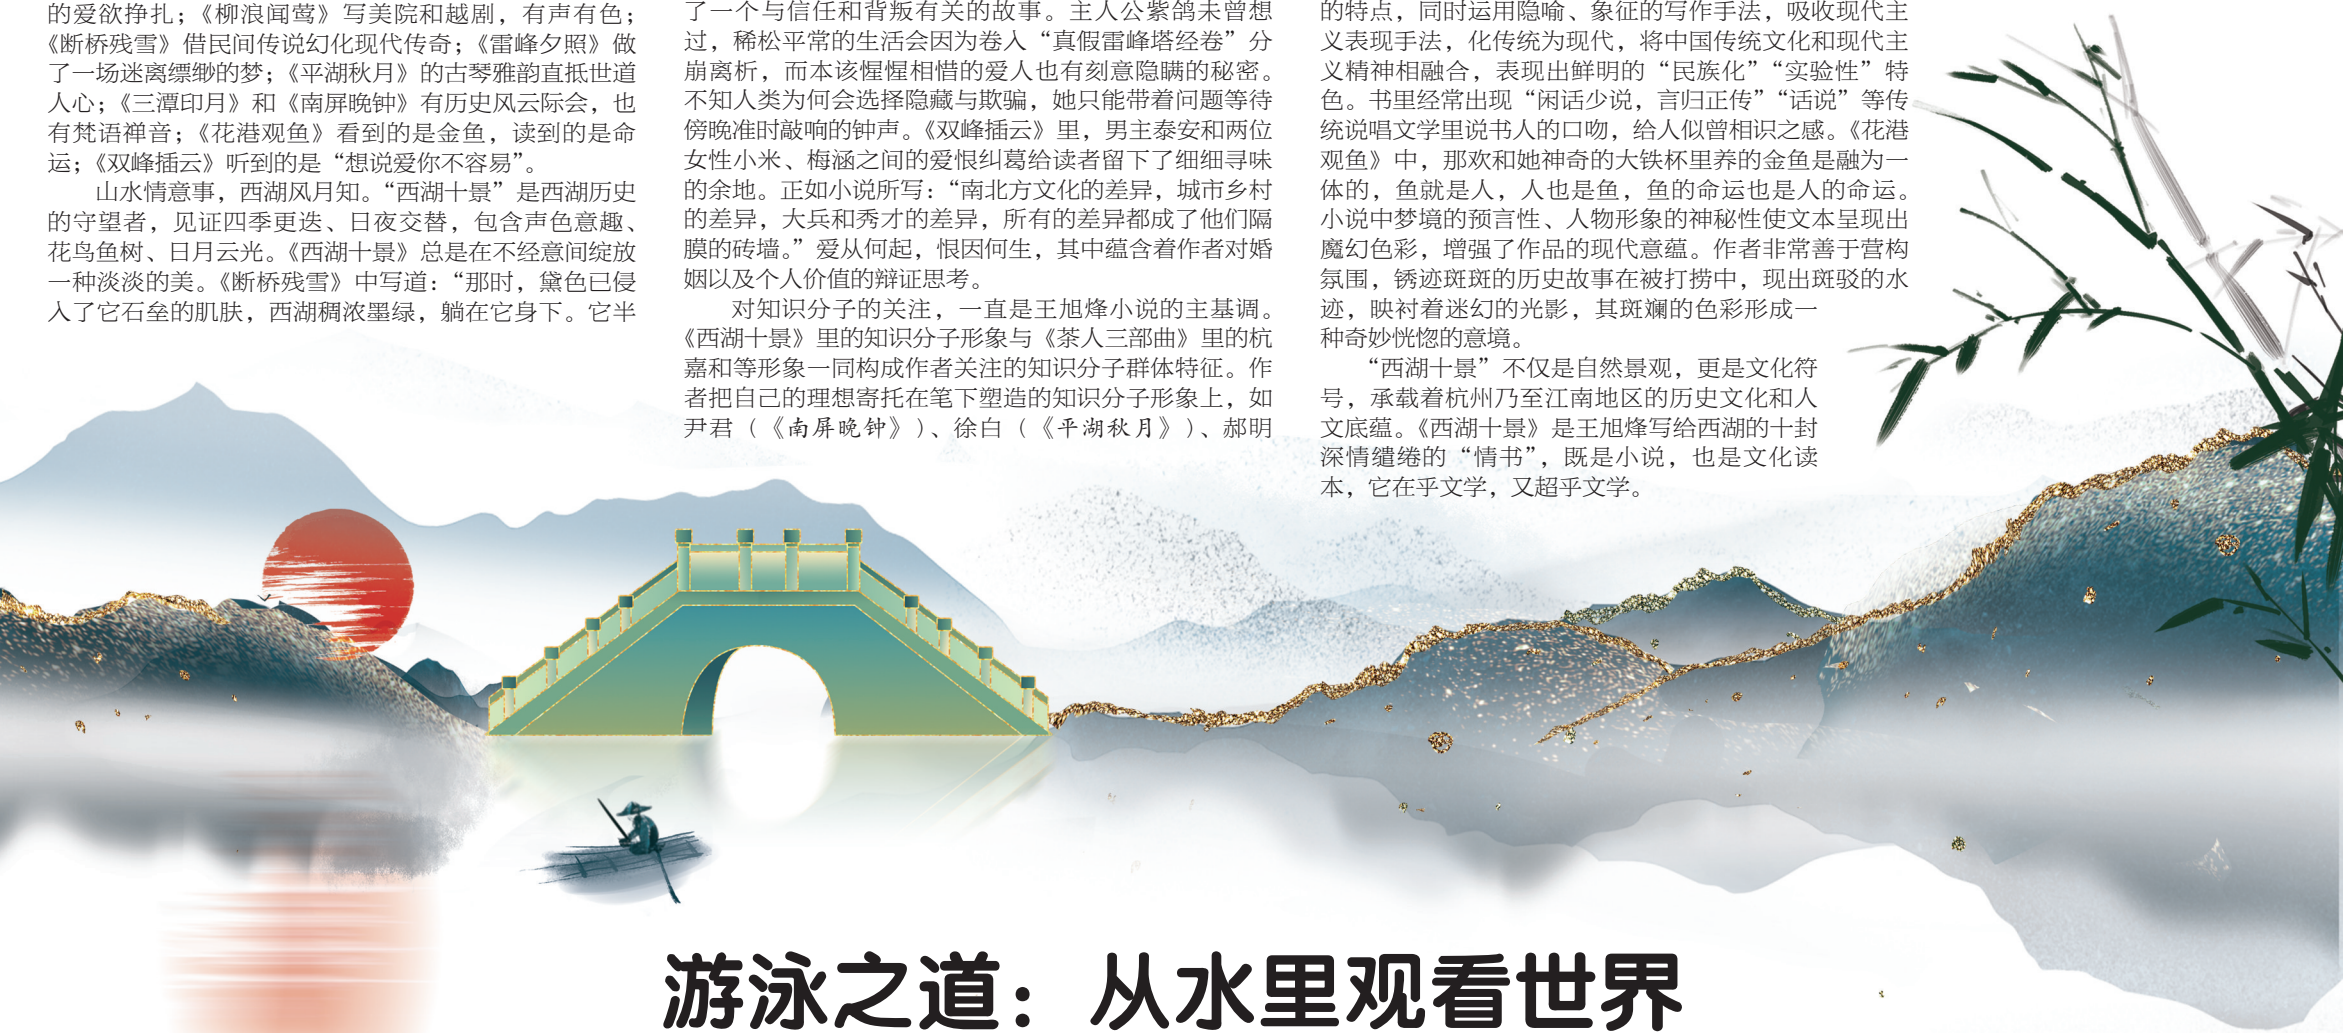 的爱欲挣扎；《柳浪闻莺》写美院和越剧，有声有色；
《断桥残雪》借民间传说幻化现代传奇；《雷峰夕照》做
了一场迷离缥缈的梦；《平湖秋月》的古琴雅韵直抵世道
人心；《三潭印月》和《南屏晚钟》有历史风云际会，也
有梵语禅音；《花港观鱼》看到的是金鱼，读到的是命
运；《双峰插云》听到的是“想说爱你不容易”。
山水情意事，西湖风月知。“西湖十景”是西湖历史
的守望者，见证四季更迭、日夜交替，包含声色意趣、
花鸟鱼树、日月云光。《西湖十景》总是在不经意间绽放
一种淡淡的美。《断桥残雪》中写道：“那时，黛色已侵
入了它石垒的肌肤，西湖稠浓墨绿，躺在它身下。它半
了一个与信任和背叛有关的故事。主人公紫鸽未曾想
过，稀松平常的生活会因为卷入“真假雷峰塔经卷”分
崩离析，而本该惺惺相惜的爱人也有刻意隐瞒的秘密。
不知人类为何会选择隐藏与欺骗，她只能带着问题等待
傍晚准时敲响的钟声。《双峰插云》里，男主泰安和两位
女性小米、梅涵之间的爱恨纠葛给读者留下了细细寻味
的余地。正如小说所写：“南北方文化的差异，城市乡村
的差异，大兵和秀才的差异，所有的差异都成了他们隔
膜的砖墙。”爱从何起，恨因何生，其中蕴含着作者对婚
姻以及个人价值的辩证思考。
对知识分子的关注，一直是王旭烽小说的主基调。
《西湖十景》里的知识分子形象与《茶人三部曲》里的杭
嘉和等形象一同构成作者关注的知识分子群体特征。作
者把自己的理想寄托在笔下塑造的知识分子形象上，如
尹君（《南屏晚钟》）、徐白（《平湖秋月》）、郝明
的特点，同时运用隐喻、象征的写作手法，吸收现代主
义表现手法，化传统为现代，将中国传统文化和现代主
义精神相融合，表现出鲜明的“民族化”“实验性”特
色。书里经常出现“闲话少说，言归正传”“话说”等传
统说唱文学里说书人的口吻，给人似曾相识之感。《花港
观鱼》中，那欢和她神奇的大铁杯里养的金鱼是融为一
体的，鱼就是人，人也是鱼，鱼的命运也是人的命运。
小说中梦境的预言性、人物形象的神秘性使文本呈现出
魔幻色彩，增强了作品的现代意蕴。作者非常善于营构
氛围，锈迹斑斑的历史故事在被打捞中，现出斑驳的水
迹，映衬着迷幻的光影，其斑斓的色彩形成一
种奇妙恍惚的意境。
“西湖十景”不仅是自然景观，更是文化符
号，承载着杭州乃至江南地区的历史文化和人
文底蕴。《西湖十景》是王旭烽写给西湖的十封
深情缱绻的“情书”，既是小说，也是文化读
本，它在乎文学，又超乎文学。
游泳之道：从水里观看世界